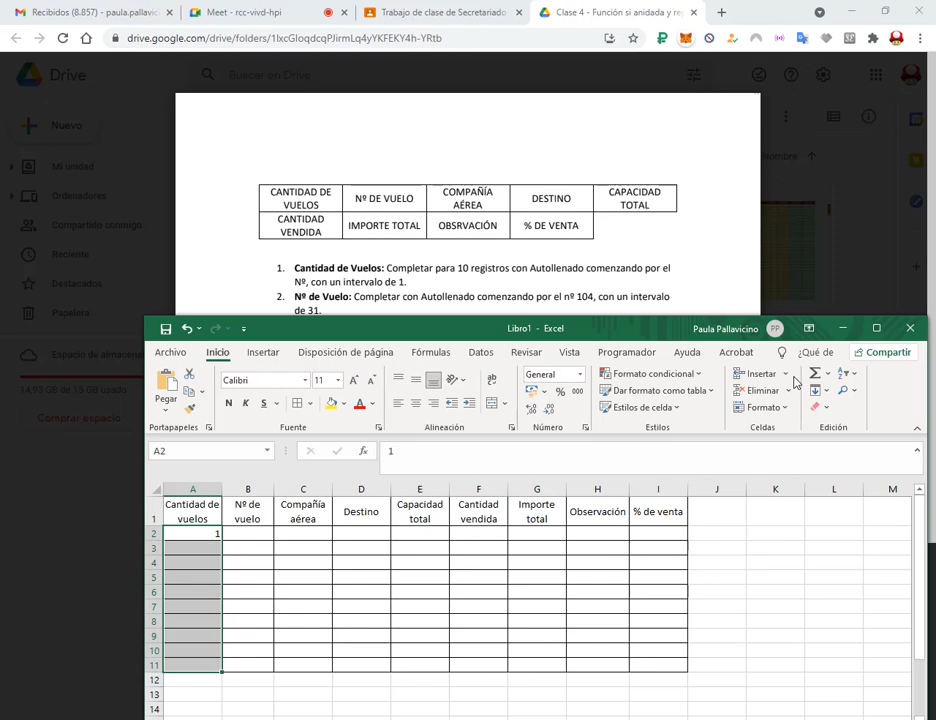 Recibidos (8.857) - paula.pallavici
Meet - rcc-vivd-hpi
Trabajo de clase de Secretariado
Clase 4 - Función si anidada y re
drive.google.com/drive/folders/1IxcGIoqdcqPJirmLq4yYKFEKY4h-YRtb
Drive
Buscar en Drive
Nuevo
Mi unidad
Ordenadores
Compartido conmigo
Reciente
Destacados
Papelera
Espacio de almacena
14,93 GB de 15 GB usado
Comprar espacio
ombre
CANTIDAD DE VUELOS
Nº DE VUELO
COMPAÑÍA AÉREA
DESTINO
CAPACIDAD TOTAL
CANTIDAD VENDIDA
IMPORTE TOTAL
OBSRVACIÓN
% DE VENTA
1. Cantidad de Vuelos: Completar para 10 registros con Autollenado comenzando por el
Nº, con un intervalo de 1.
2. Nº de Vuelo: Completar con Autollenado comenzando por el nº 104, con un intervalo
de 31.
Libro1 - Excel
Paula Pallavicino
PP
Archivo Inicio Insertar Disposición de página Fórmulas Datos Revisar Vista Programador Ayuda Acrobat ¿Qué de Compartir
Pegar
Calibri 11
N K S
General
Formato condicional
Dar formato como tabla
Estilos de celda
Insertar
Eliminar
Formato
Portapapeles Fuente Alineación Número Estilos Celdas Edición
A2
1
A B C D E F G H I J K L M
1
Cantidad de vuelos
Nº de vuelo
Compañía aérea
Destino
Capacidad total
Cantidad vendida
Importe total
Observación
% de venta
2 1
3
4
5
6
7
8
9
10
11
12
13
14